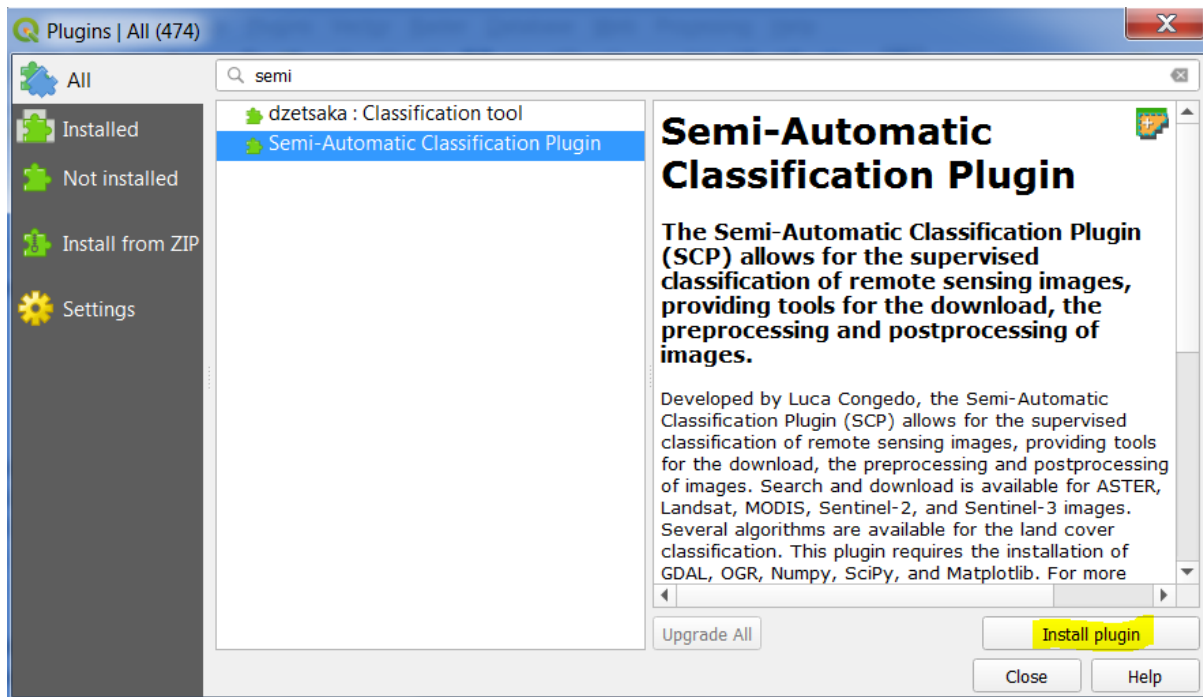 Plugins | All (474)
All
Installed
Not installed
Install from ZIP
Settings
semi
dzetsaka : Classification tool
Semi-Automatic Classification Plugin
Semi-Automatic
Classification Plugin
The Semi-Automatic Classification Plugin
(SCP) allows for the supervised
classification of remote sensing images,
providing tools for the download, the
preprocessing and postprocessing of
images.
Developed by Luca Congedo, the Semi-Automatic
Classification Plugin (SCP) allows for the supervised
classification of remote sensing images, providing tools
for the download, the preprocessing and postprocessing
of images. Search and download is available for ASTER,
Landsat, MODIS, Sentinel-2, and Sentinel-3 images.
Several algorithms are available for the land cover
classification. This plugin requires the installation of
GDAL, OGR, Numpy, SciPy, and Matplotlib. For more
Upgrade All
Install plugin
Close
Help